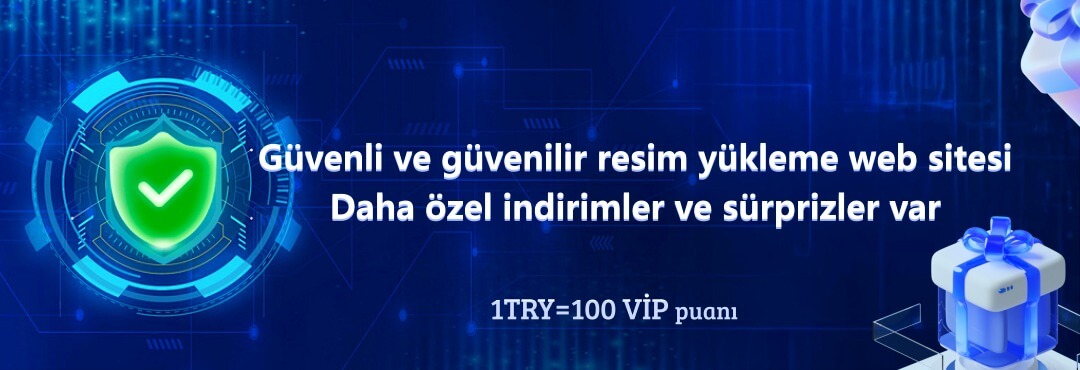 Güvenli ve güvenilir resim yükleme web sitesi
Daha özel indirimler ve sürprizler var
1TRY=100 VİP puanı